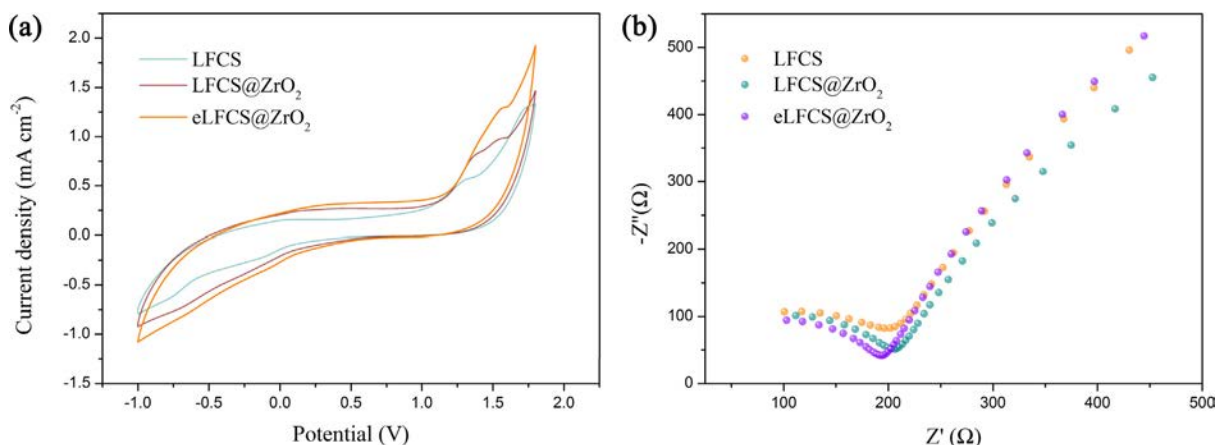 (a)
2.0
1.5
1.0
0.5
0.0
-0.5
-1.0
-1.5
Current density (mA cm-2)
LFCS
LFCS@ZrO2
eLFCS@ZrO2
-1.0 -0.5 0.0 0.5 1.0 1.5 2.0
Potential (V)
(b)
500
400
300
200
100
0
-Z"(Ω)
LFCS
LFCS@ZrO2
eLFCS@ZrO2
100 200 300 400 500
Z' (Ω)